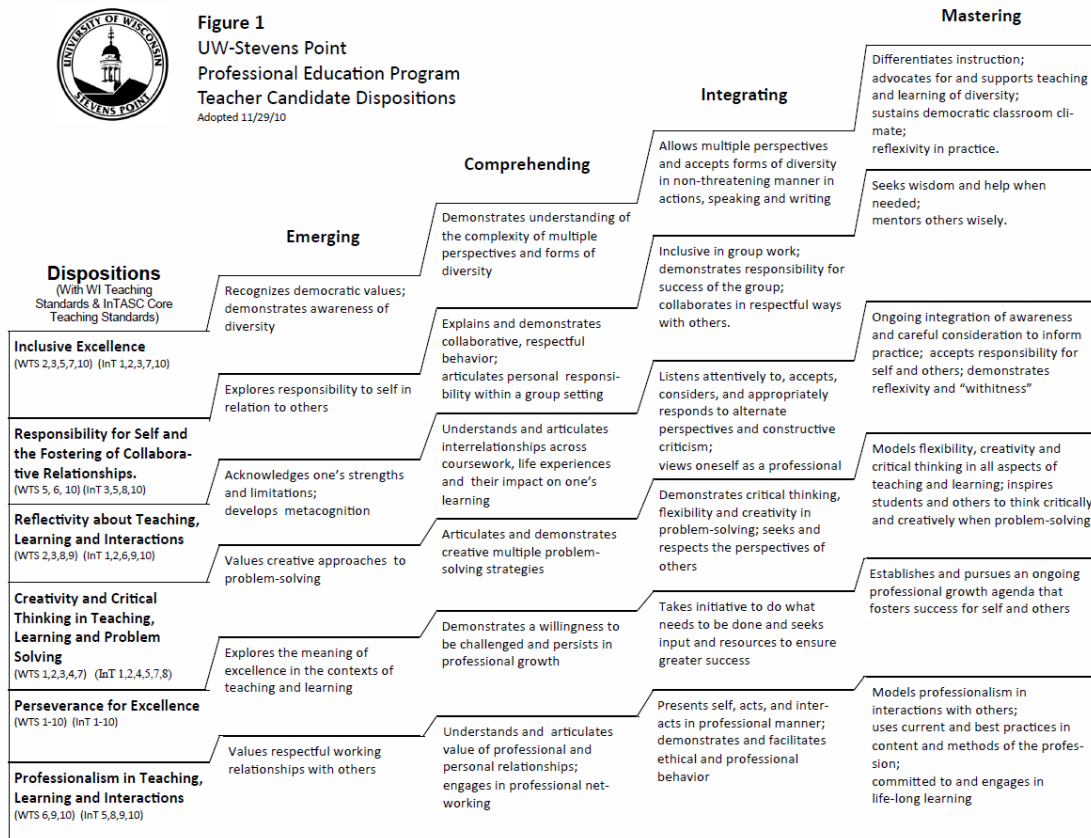 UNIVERSITY OF WISCONSIN
STEVENS POINT
Figure 1
UW-Stevens Point
Professional Education Program
Teacher Candidate Dispositions
Adopted 11/29/10
Dispositions
(With WI Teaching
Standards & InTASC Core
Teaching Standards)
Emerging
Comprehending
Integrating
Mastering
Inclusive Excellence
(WTS 2,3,5,7,10) (InT 1,2,3,7,10)
Recognizes democratic values;
demonstrates awareness of
diversity
Demonstrates understanding of
the complexity of multiple
perspectives and forms of
diversity
Allows multiple perspectives
and accepts forms of diversity
in non-threatening manner in
actions, speaking and writing
Differentiates instruction;
advocates for and supports teaching
and learning of diversity;
sustains democratic classroom cli-
mate;
reflexivity in practice.
Responsibility for Self and
the Fostering of Collabora-
tive Relationships.
(WTS 5, 6, 10) (InT 3,5,8,10)
Explores responsibility to self in
relation to others
Explains and demonstrates
collaborative, respectful
behavior;
articulates personal responsi-
bility within a group setting
Inclusive in group work;
demonstrates responsibility for
success of the group;
collaborates in respectful ways
with others.
Seeks wisdom and help when
needed;
mentors others wisely.
Reflectivity about Teaching,
Learning and Interactions
(WTS 2,3,8,9) (InT 1,2,6,9,10)
Acknowledges one's strengths
and limitations;
develops metacognition
Understands and articulates
interrelationships across
coursework, life experiences
and their impact on one's
learning
Listens attentively to, accepts,
considers, and appropriately
responds to alternate
perspectives and constructive
criticism;
views oneself as a professional
Ongoing integration of awareness
and careful consideration to inform
practice; accepts responsibility for
self and others; demonstrates
reflexivity and "withitness"
Creativity and Critical
Thinking in Teaching,
Learning and Problem
Solving
(WTS 1,2,3,4,7) (InT 1,2,4,5,7,8)
Values creative approaches to
problem-solving
Articulates and demonstrates
creative multiple problem-
solving strategies
Demonstrates critical thinking,
flexibility and creativity in
problem-solving; seeks and
respects the perspectives of
others
Models flexibility, creativity and
critical thinking in all aspects of
teaching and learning; inspires
students and others to think critically
and creatively when problem-solving
Perseverance for Excellence
(WTS 1-10) (InT 1-10)
Explores the meaning of
excellence in the contexts of
teaching and learning
Demonstrates a willingness to
be challenged and persists in
professional growth
Takes initiative to do what
needs to be done and seeks
input and resources to ensure
greater success
Establishes and pursues an ongoing
professional growth agenda that
fosters success for self and others
Professionalism in Teaching,
Learning and Interactions
(WTS 6,9,10) (InT 5,8,9,10)
Values respectful working
relationships with others
Understands and articulates
value of professional and
personal relationships;
engages in professional net-
working
Presents self, acts, and inter-
acts in professional manner;
demonstrates and facilitates
ethical and professional
behavior
Models professionalism in
interactions with others;
uses current and best practices in
content and methods of the profes-
sion;
committed to and engages in
life-long learning